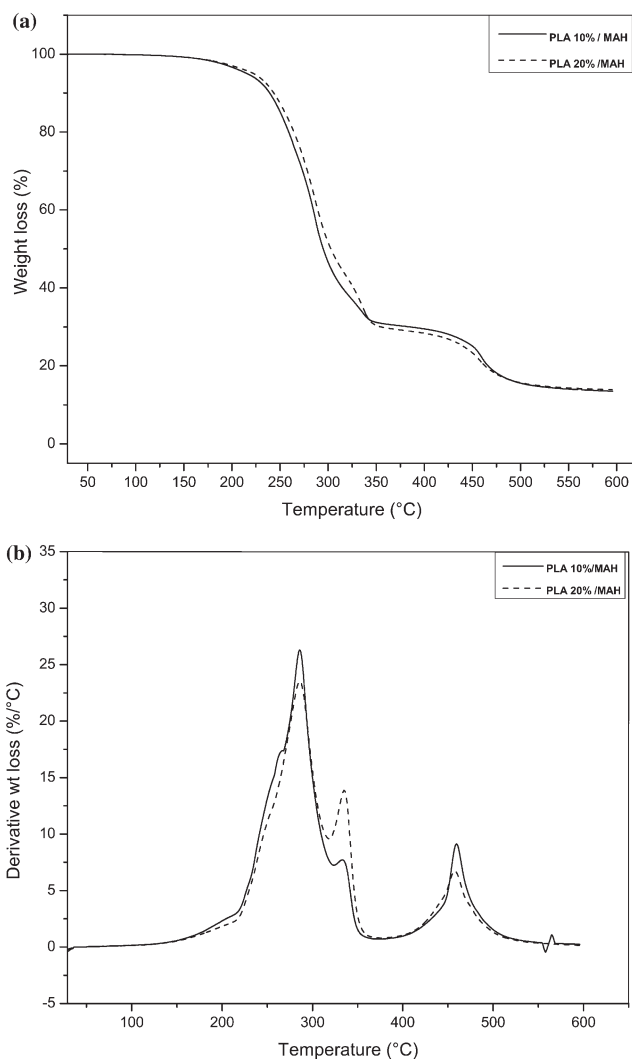 (a)
PLA 10% / MAH
PLA 20% /MAH
100
80
60
40
20
0
Weight loss (%)
50 100 150 200 250 300 350 400 450 500 550 600
Temperature (°C)
(b)
PLA 10%/MAH
PLA 20% /MAH
35
30
25
20
15
10
5
0
-5
Derivative wt loss (%/°C)
100 200 300 400 500 600
Temperature (°C)